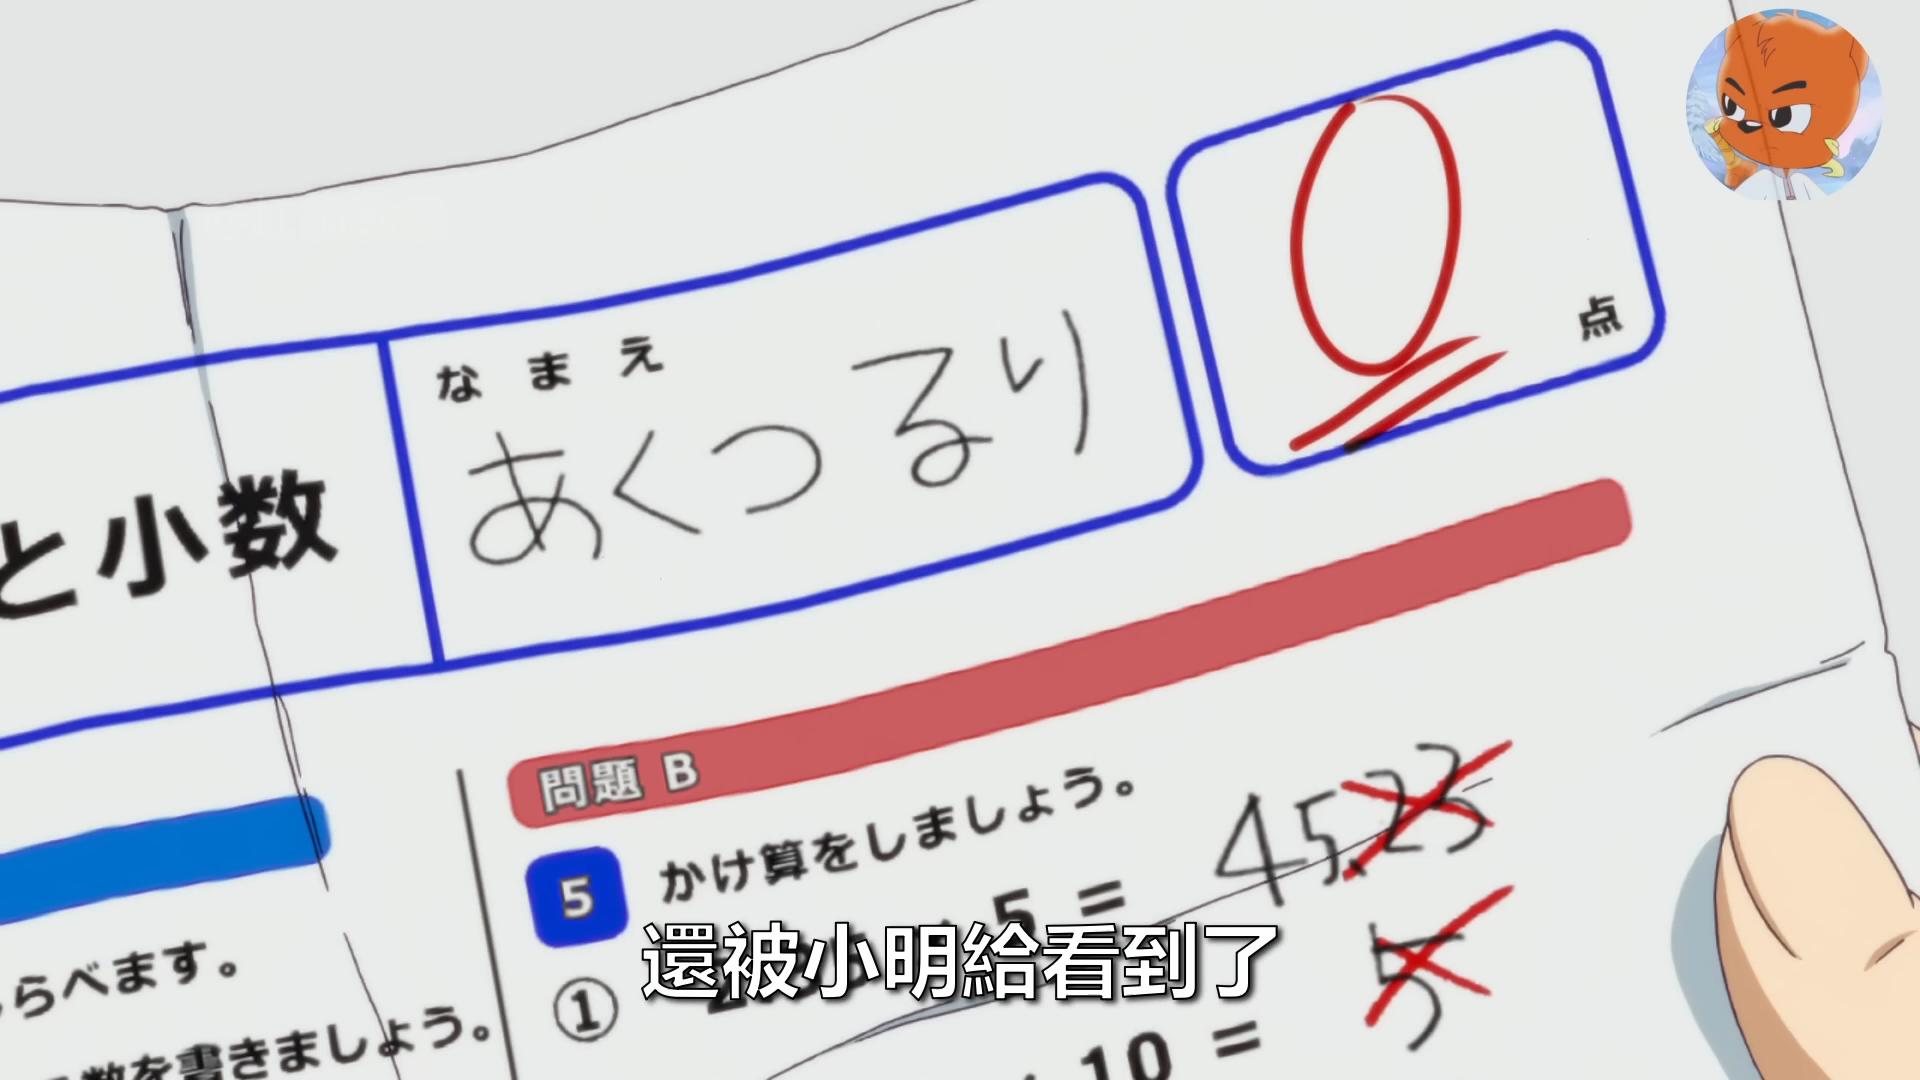 と小数
なまえ
あくつ るり
0
点
問題 B
5 かけ算をしましょう。
5 = 45.23
①
10 = 5
らべます。
数を書きましょう。
還被小明給看到了